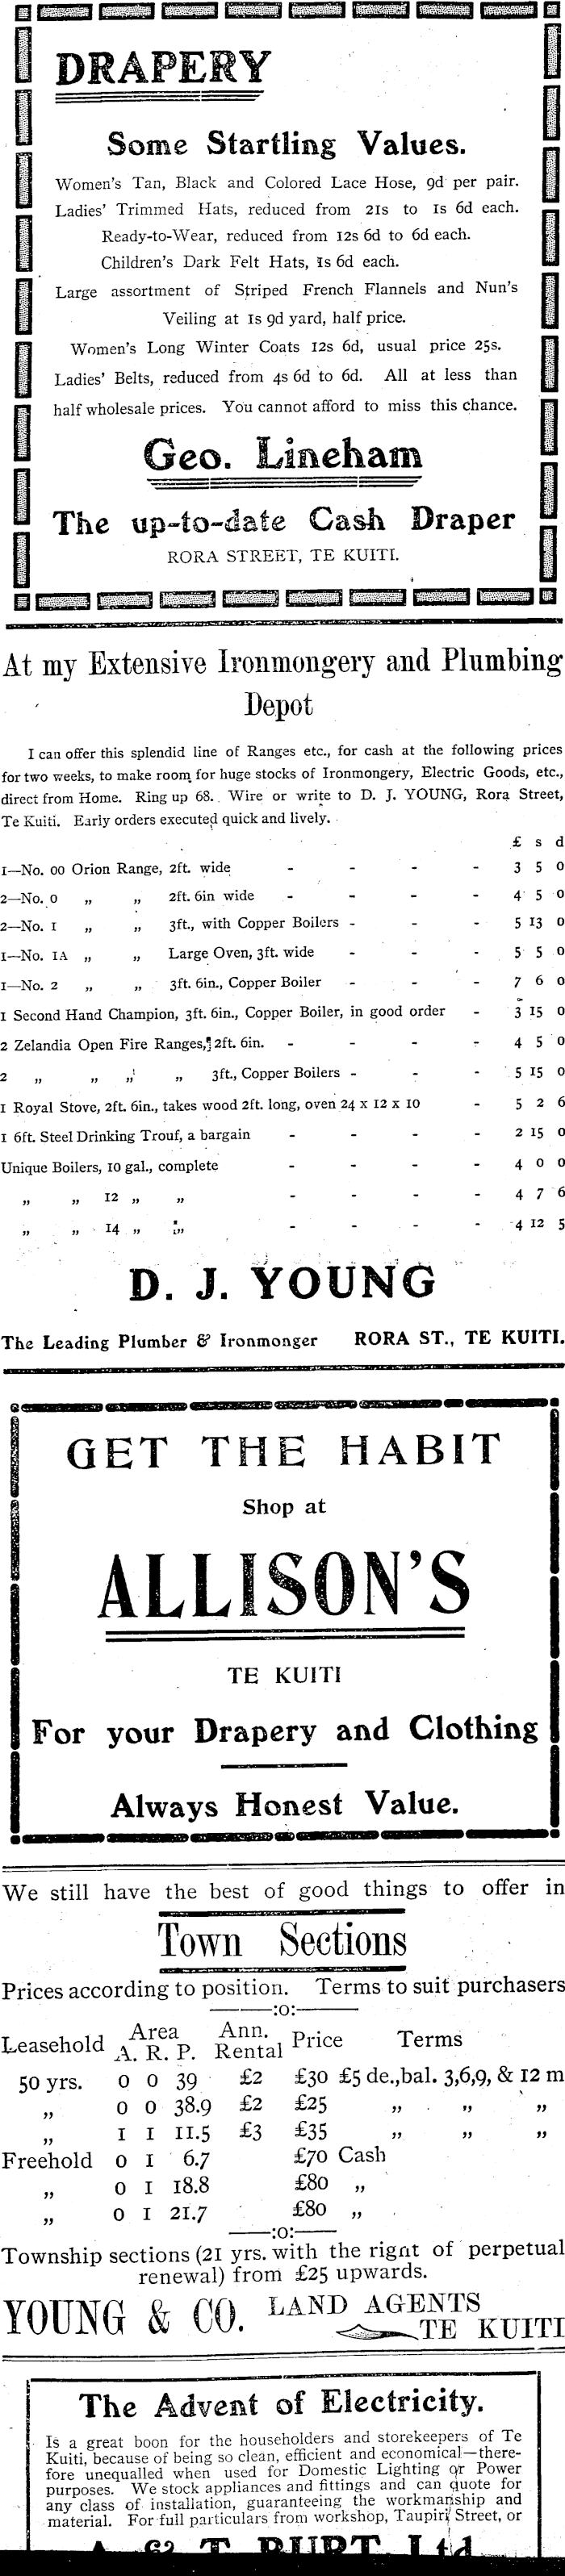 DRAPERY
Some Startling Values.
Women's Tan, Black and Colored Lace Hose, 9d per pair.
Ladies' Trimmed Hats, reduced from 21s to 1s 6d each.
Ready-to-Wear, reduced from 12s 6d to 6d each.
Children's Dark Felt Hats, 1s 6d each.
Large assortment of Striped French Flannels and Nun's
Veiling at 1s 9d yard, half price.
Women's Long Winter Coats 12s 6d, usual price 25s.
Ladies' Belts, reduced from 4s 6d to 6d. All at less than
half wholesale prices. You cannot afford to miss this chance.
Geo. Lineham
The up-to-date Cash Draper
RORA STREET, TE KUITI.
At my Extensive Ironmongery and Plumbing
Depot
I can offer this splendid line of Ranges etc., for cash at the following prices
for two weeks, to make room for huge stocks of Ironmongery, Electric Goods, etc.,
direct from Home. Ring up 68. Wire or write to D. J. YOUNG, Rora Street,
Te Kuiti. Early orders executed quick and lively.
£ s d
1—No. 00 Orion Range, 2ft. wide - - - - 3 5 0
2—No. 0 „ „ 2ft. 6in wide - - - - 4 5 0
2—No. 1 „ „ 3ft., with Copper Boilers - - - 5 13 0
1—No. 1A „ „ Large Oven, 3ft. wide - - - 5 5 0
1—No. 2 „ „ 3ft. 6in., Copper Boiler - - - 7 6 0
1 Second Hand Champion, 3ft. 6in., Copper Boiler, in good order - 3 15 0
2 Zelandia Open Fire Ranges, 2ft. 6in. - - - - 4 5 0
2 „ „ „ „ 3ft., Copper Boilers - - - 5 15 0
1 Royal Stove, 2ft. 6in., takes wood 2ft. long, oven 24 x 12 x 10 - 5 2 6
1 6ft. Steel Drinking Trouf, a bargain - - - - 2 15 0
Unique Boilers, 10 gal., complete - - - - 4 0 0
„ „ 12 „ „ - - - - 4 7 6
„ „ 14 „ „ - - - - 4 12 5
D. J. YOUNG
The Leading Plumber & Ironmonger RORA ST., TE KUITI.
GET THE HABIT
Shop at
ALLISON'S
TE KUITI
For your Drapery and Clothing
Always Honest Value.
We still have the best of good things to offer in
Town Sections
Prices according to position. Terms to suit purchasers
—:o:—
Leasehold Area A. R. P. Ann. Rental Price Terms
50 yrs. 0 0 39 £2 £30 £5 de., bal. 3,6,9, & 12 m
„ 0 0 38.9 £2 £25 „ „ „
„ 1 1 11.5 £3 £35 „ „ „
Freehold 0 1 6.7 £70 Cash
„ 0 1 18.8 £80 „
„ 0 1 21.7 £80 „
—:o:—
Township sections (21 yrs. with the right of perpetual
renewal) from £25 upwards.
YOUNG & CO. LAND AGENTS
TE KUITI
The Advent of Electricity.
Is a great boon for the householders and storekeepers of Te
Kuiti, because of being so clean, efficient and economical—there-
fore unequalled when used for Domestic Lighting or Power
purposes. We stock appliances and fittings and can quote for
any class of installation, guaranteeing the workmanship and
material. For full particulars from workshop, Taupiri Street, or
A. & T. BURT Ltd.